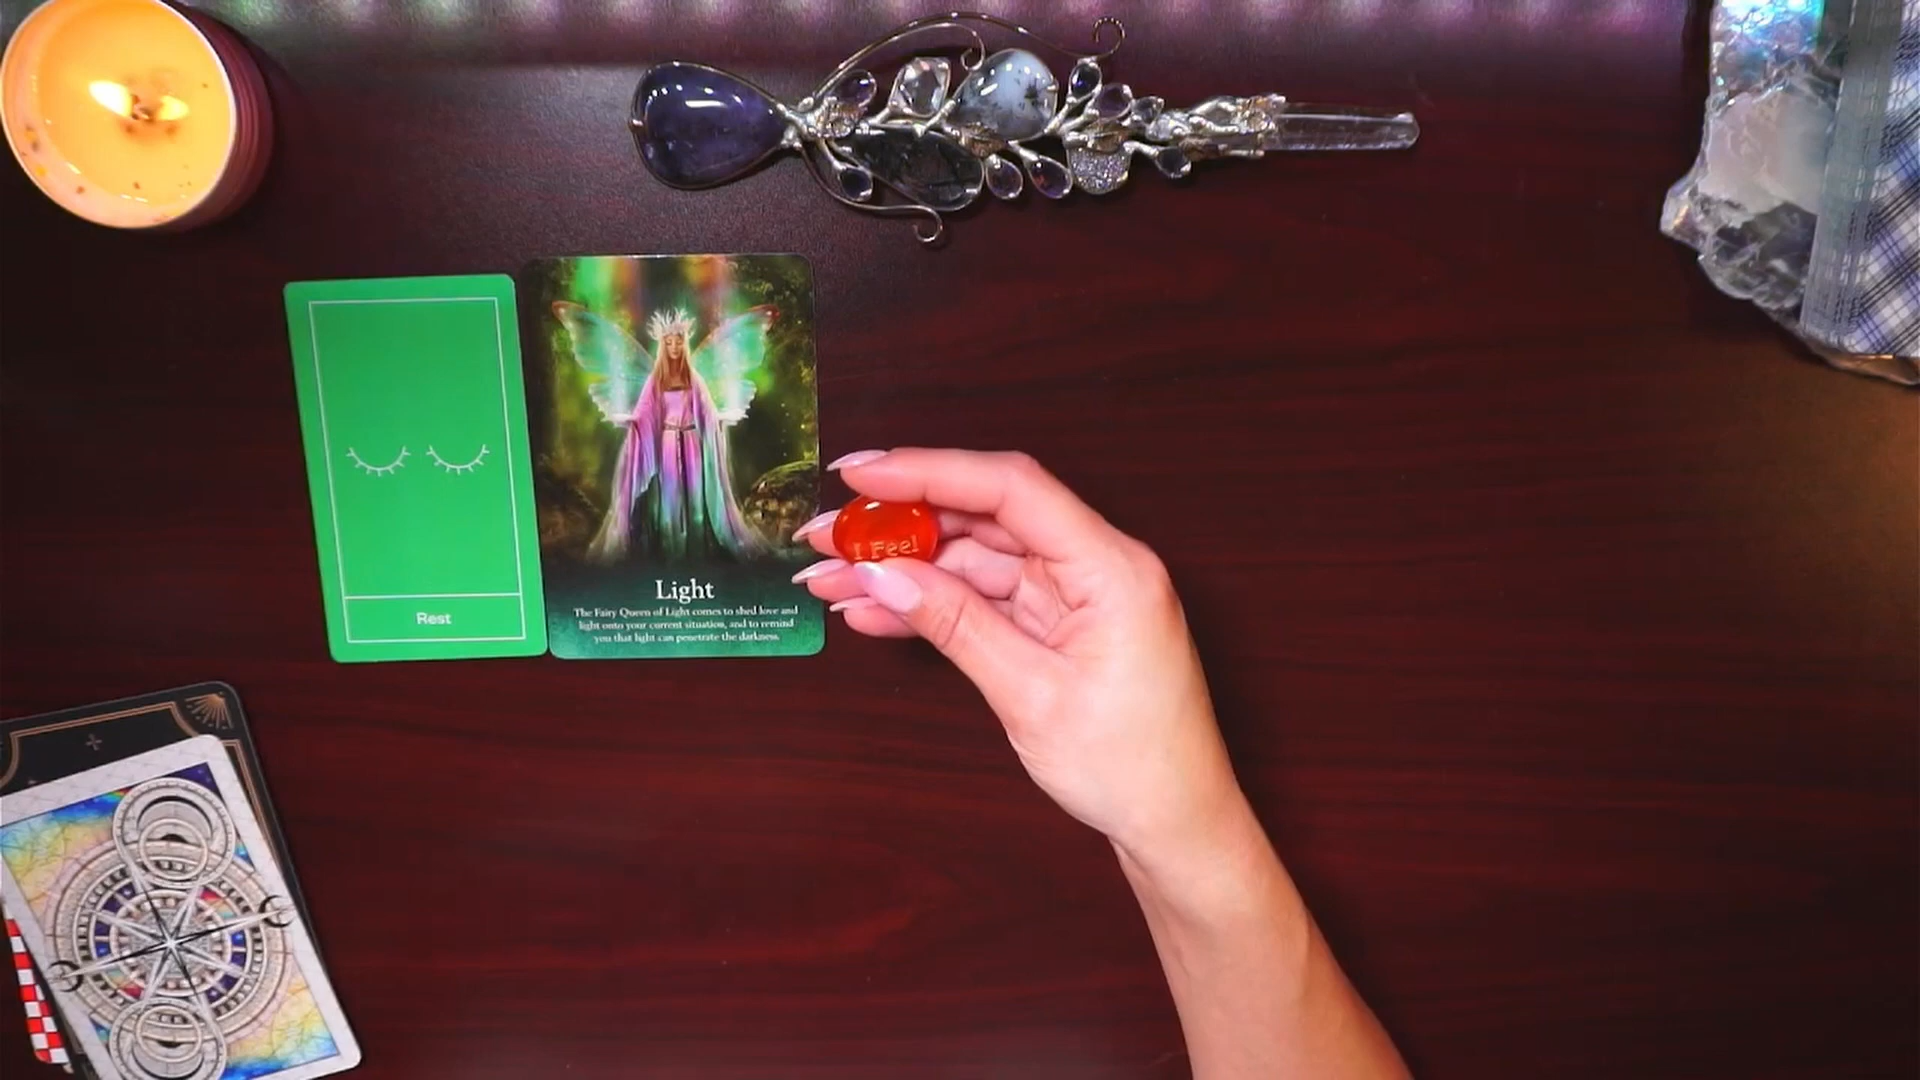 Rest
Light
The Fairy Queen of Light comes to shed love and
light onto your current situation, and to remind
you that light can penetrate the darkness.
I Feel